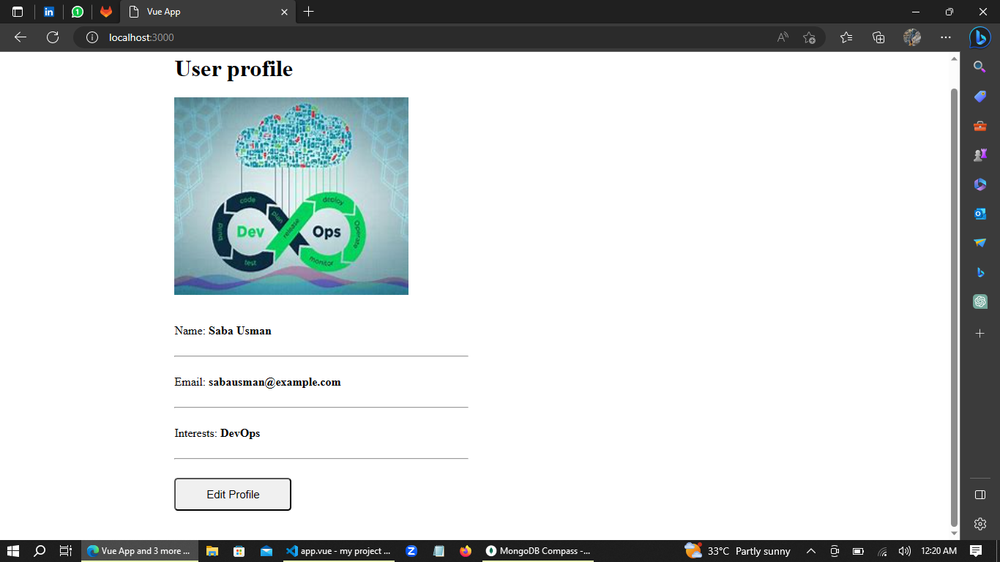 1
Vue App
localhost:3000
User profile
code
deploy
plan
build
release
Operate
Dev
Ops
test
monitor
Name: Saba Usman
Email: sabausman@example.com
Interests: DevOps
Edit Profile
Vue App and 3 more ...
app.vue - my project ...
Z
MongoDB Compass -...
33°C Partly sunny
12:20 AM